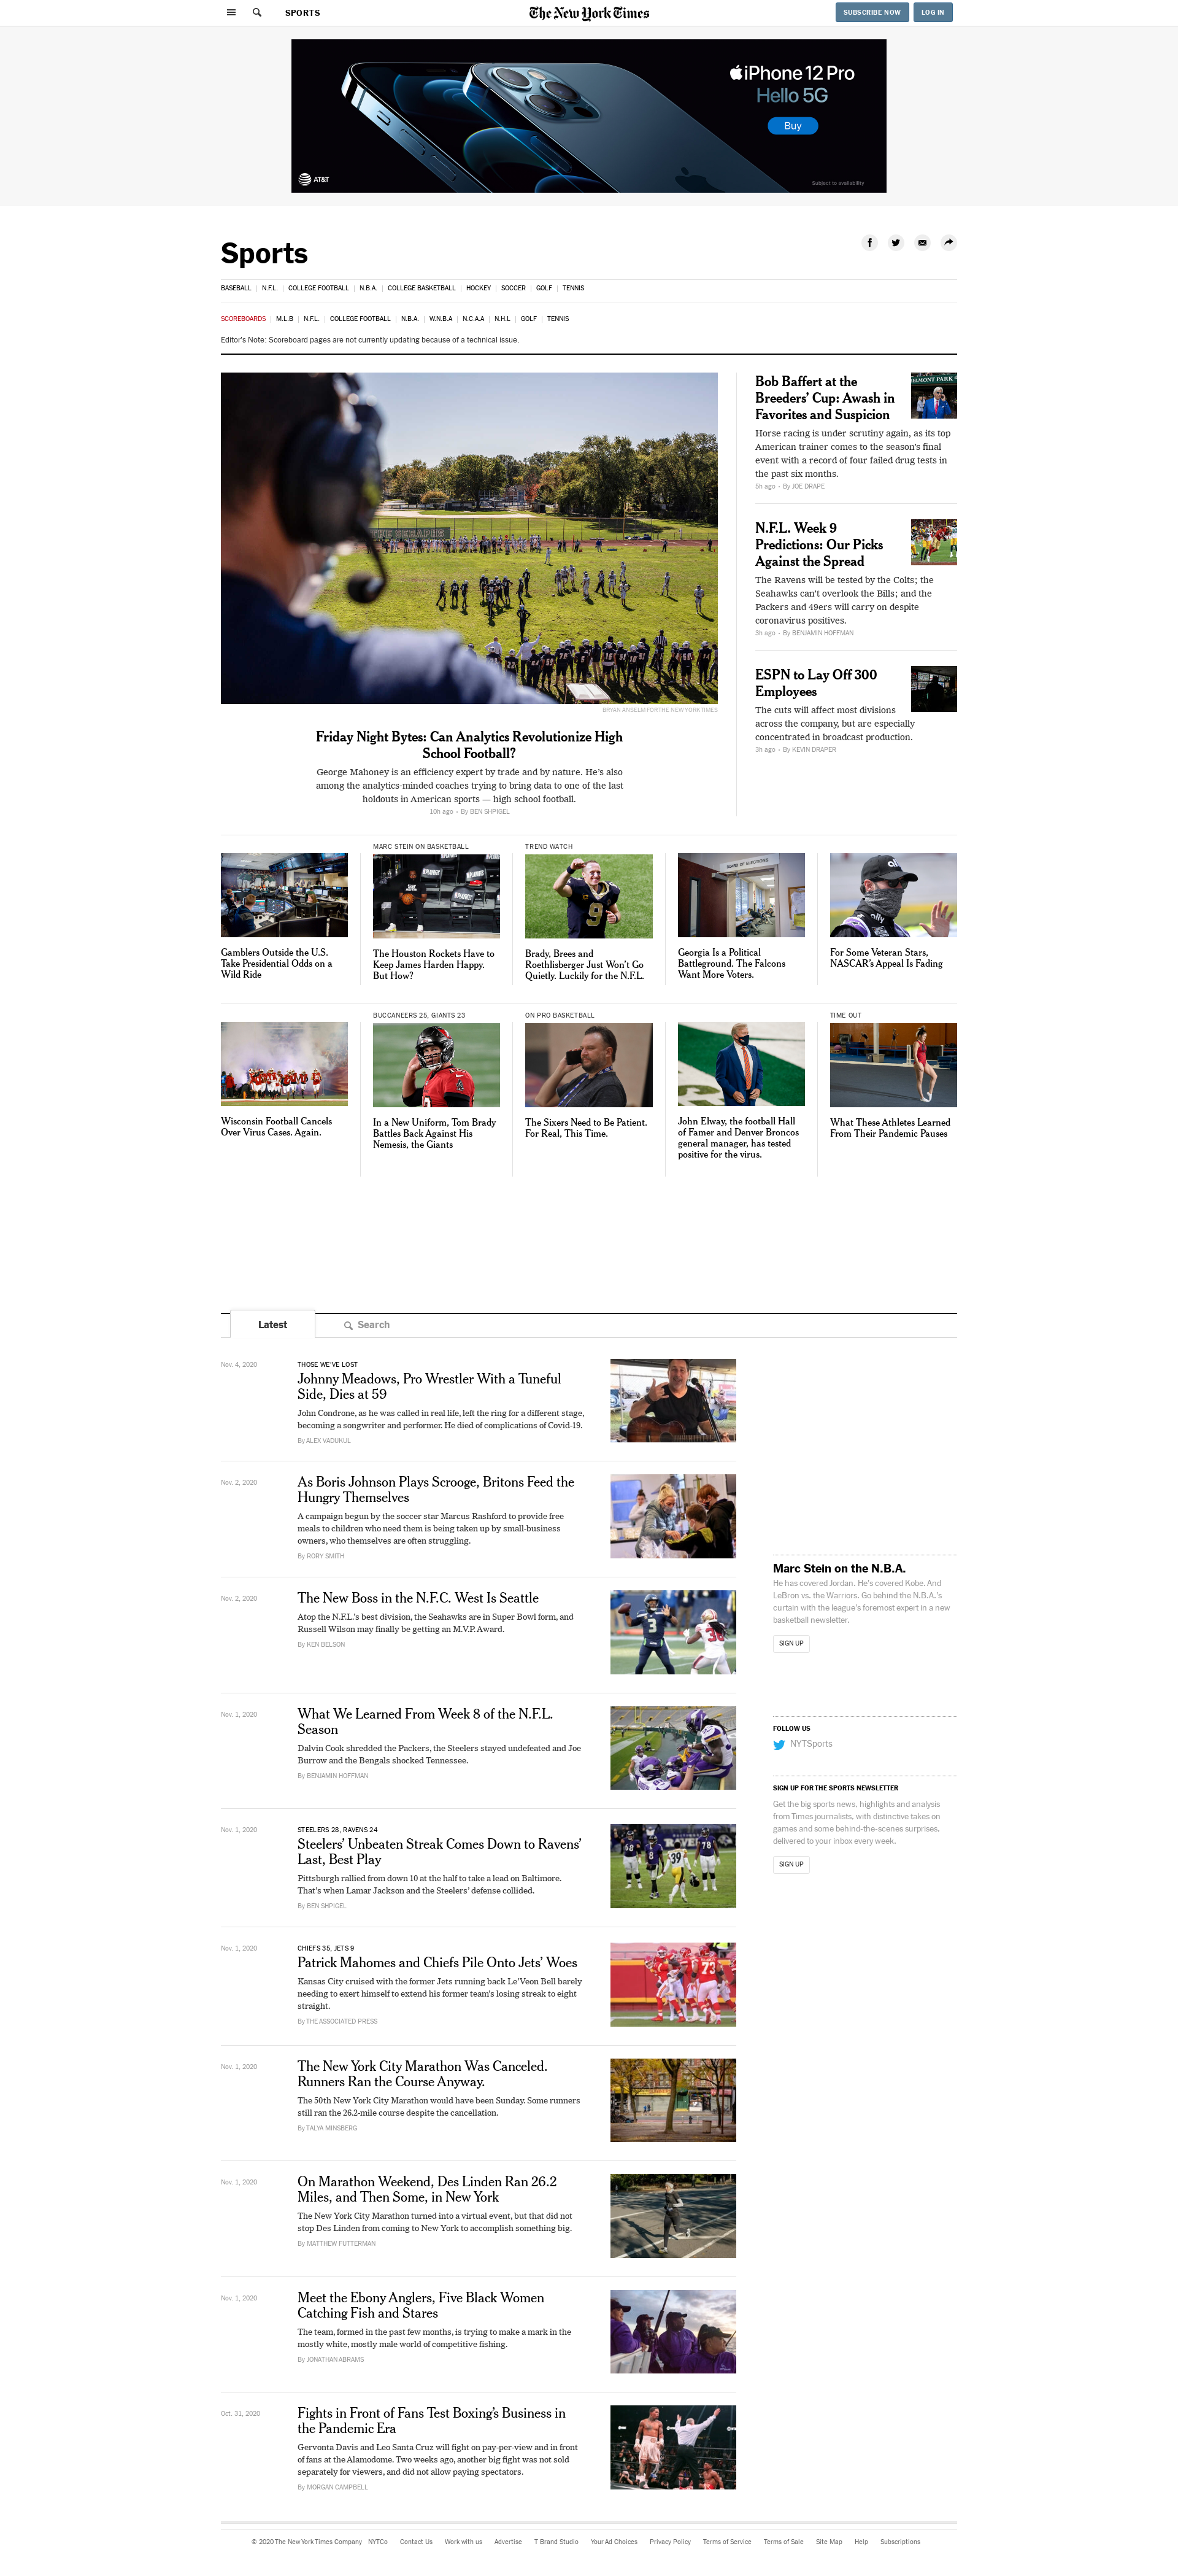 SPORTS
The New York Times
SUBSCRIBE NOW
LOG IN
iPhone 12 Pro
Hello 5G
Buy
AT&T
Subject to availability
Sports
BASEBALL | N.F.L. | COLLEGE FOOTBALL | N.B.A. | COLLEGE BASKETBALL | HOCKEY | SOCCER | GOLF | TENNIS
SCOREBOARDS | M.L.B | N.F.L. | COLLEGE FOOTBALL | N.B.A. | W.N.B.A | N.C.A.A | N.H.L | GOLF | TENNIS
Editor's Note: Scoreboard pages are not currently updating because of a technical issue.
THE SERAPHS
BRYAN ANSELM FOR THE NEW YORK TIMES
Friday Night Bytes: Can Analytics Revolutionize High
School Football?
George Mahoney is an efficiency expert by trade and by nature. He's also
among the analytics-minded coaches trying to bring data to one of the last
holdouts in American sports — high school football.
10h ago - By BEN SHPIGEL
Bob Baffert at the
Breeders' Cup: Awash in
Favorites and Suspicion
ELMONT PARK
Horse racing is under scrutiny again, as its top
American trainer comes to the season's final
event with a record of four failed drug tests in
the past six months.
5h ago - By JOE DRAPE
N.F.L. Week 9
Predictions: Our Picks
Against the Spread
The Ravens will be tested by the Colts; the
Seahawks can't overlook the Bills; and the
Packers and 49ers will carry on despite
coronavirus positives.
3h ago - By BENJAMIN HOFFMAN
ESPN to Lay Off 300
Employees
The cuts will affect most divisions
across the company, but are especially
concentrated in broadcast production.
3h ago - By KEVIN DRAPER
Gamblers Outside the U.S.
Take Presidential Odds on a
Wild Ride
MARC STEIN ON BASKETBALL
The Houston Rockets Have to
Keep James Harden Happy.
But How?
TREND WATCH
9
Brady, Brees and
Roethlisberger Just Won't Go
Quietly. Luckily for the N.F.L.
BOARD OF ELECTIONS
Georgia Is a Political
Battleground. The Falcons
Want More Voters.
ally
For Some Veteran Stars,
NASCAR's Appeal Is Fading
Wisconsin Football Cancels
Over Virus Cases. Again.
BUCCANEERS 25, GIANTS 23
In a New Uniform, Tom Brady
Battles Back Against His
Nemesis, the Giants
ON PRO BASKETBALL
The Sixers Need to Be Patient.
For Real, This Time.
John Elway, the football Hall
of Famer and Denver Broncos
general manager, has tested
positive for the virus.
TIME OUT
What These Athletes Learned
From Their Pandemic Pauses
Latest
Search
Nov. 4, 2020
THOSE WE'VE LOST
Johnny Meadows, Pro Wrestler With a Tuneful
Side, Dies at 59
John Condrone, as he was called in real life, left the ring for a different stage,
becoming a songwriter and performer. He died of complications of Covid-19.
By ALEX VADUKUL
Nov. 2, 2020
As Boris Johnson Plays Scrooge, Britons Feed the
Hungry Themselves
A campaign begun by the soccer star Marcus Rashford to provide free
meals to children who need them is being taken up by small-business
owners, who themselves are often struggling.
By RORY SMITH
Nov. 2, 2020
The New Boss in the N.F.C. West Is Seattle
Atop the N.F.L.'s best division, the Seahawks are in Super Bowl form, and
Russell Wilson may finally be getting an M.V.P. Award.
By KEN BELSON
3
Nov. 1, 2020
What We Learned From Week 8 of the N.F.L.
Season
Dalvin Cook shredded the Packers, the Steelers stayed undefeated and Joe
Burrow and the Bengals shocked Tennessee.
By BENJAMIN HOFFMAN
Nov. 1, 2020
STEELERS 28, RAVENS 24
Steelers' Unbeaten Streak Comes Down to Ravens'
Last, Best Play
Pittsburgh rallied from down 10 at the half to take a lead on Baltimore.
That's when Lamar Jackson and the Steelers' defense collided.
By BEN SHPIGEL
8
39
78
Nov. 1, 2020
CHIEFS 35, JETS 9
Patrick Mahomes and Chiefs Pile Onto Jets' Woes
Kansas City cruised with the former Jets running back Le'Veon Bell barely
needing to exert himself to extend his former team's losing streak to eight
straight.
By THE ASSOCIATED PRESS
73
Nov. 1, 2020
The New York City Marathon Was Canceled.
Runners Ran the Course Anyway.
The 50th New York City Marathon would have been Sunday. Some runners
still ran the 26.2-mile course despite the cancellation.
By TALYA MINSBERG
Nov. 1, 2020
On Marathon Weekend, Des Linden Ran 26.2
Miles, and Then Some, in New York
The New York City Marathon turned into a virtual event, but that did not
stop Des Linden from coming to New York to accomplish something big.
By MATTHEW FUTTERMAN
Nov. 1, 2020
Meet the Ebony Anglers, Five Black Women
Catching Fish and Stares
The team, formed in the past few months, is trying to make a mark in the
mostly white, mostly male world of competitive fishing.
By JONATHAN ABRAMS
Oct. 31, 2020
Fights in Front of Fans Test Boxing's Business in
the Pandemic Era
Gervonta Davis and Leo Santa Cruz will fight on pay-per-view and in front
of fans at the Alamodome. Two weeks ago, another big fight was not sold
separately for viewers, and did not allow paying spectators.
By MORGAN CAMPBELL
Marc Stein on the N.B.A.
He has covered Jordan. He's covered Kobe. And
LeBron vs. the Warriors. Go behind the N.B.A.'s
curtain with the league's foremost expert in a new
basketball newsletter.
SIGN UP
FOLLOW US
NYTSports
SIGN UP FOR THE SPORTS NEWSLETTER
Get the big sports news, highlights and analysis
from Times journalists, with distinctive takes on
games and some behind-the-scenes surprises,
delivered to your inbox every week.
SIGN UP
© 2020 The New York Times Company NYTCo Contact Us Work with us Advertise T Brand Studio Your Ad Choices Privacy Policy Terms of Service Terms of Sale Site Map Help Subscriptions